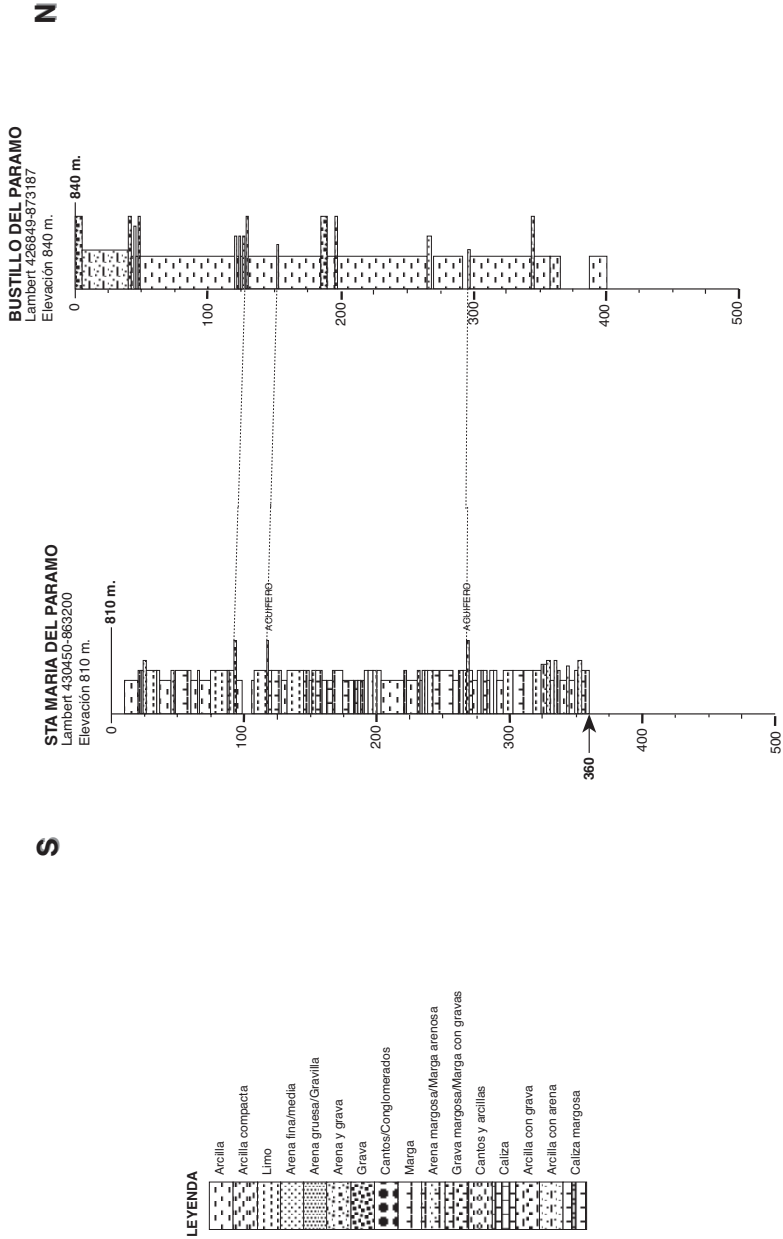 N
BUSTILLO DEL PARAMO
Lambert 426849-873187
Elevación 840 m.
840 m.
0
100
200
300
400
500
STA MARIA DEL PARAMO
Lambert 430450-863200
Elevación 810 m.
810 m.
ACUIFERO
ACUIFERO
0
100
200
300
400
500
360
S
LEYENDA
Arcilla
Arcilla compacta
Limo
Arena fina/media
Arena gruesa/Gravilla
Arena y grava
Grava
Cantos/Conglomerados
Marga
Arena margosa/Marga arenosa
Grava margosa/Marga con gravas
Cantos y arcillas
Caliza
Arcilla con grava
Arcilla con arena
Caliza margosa